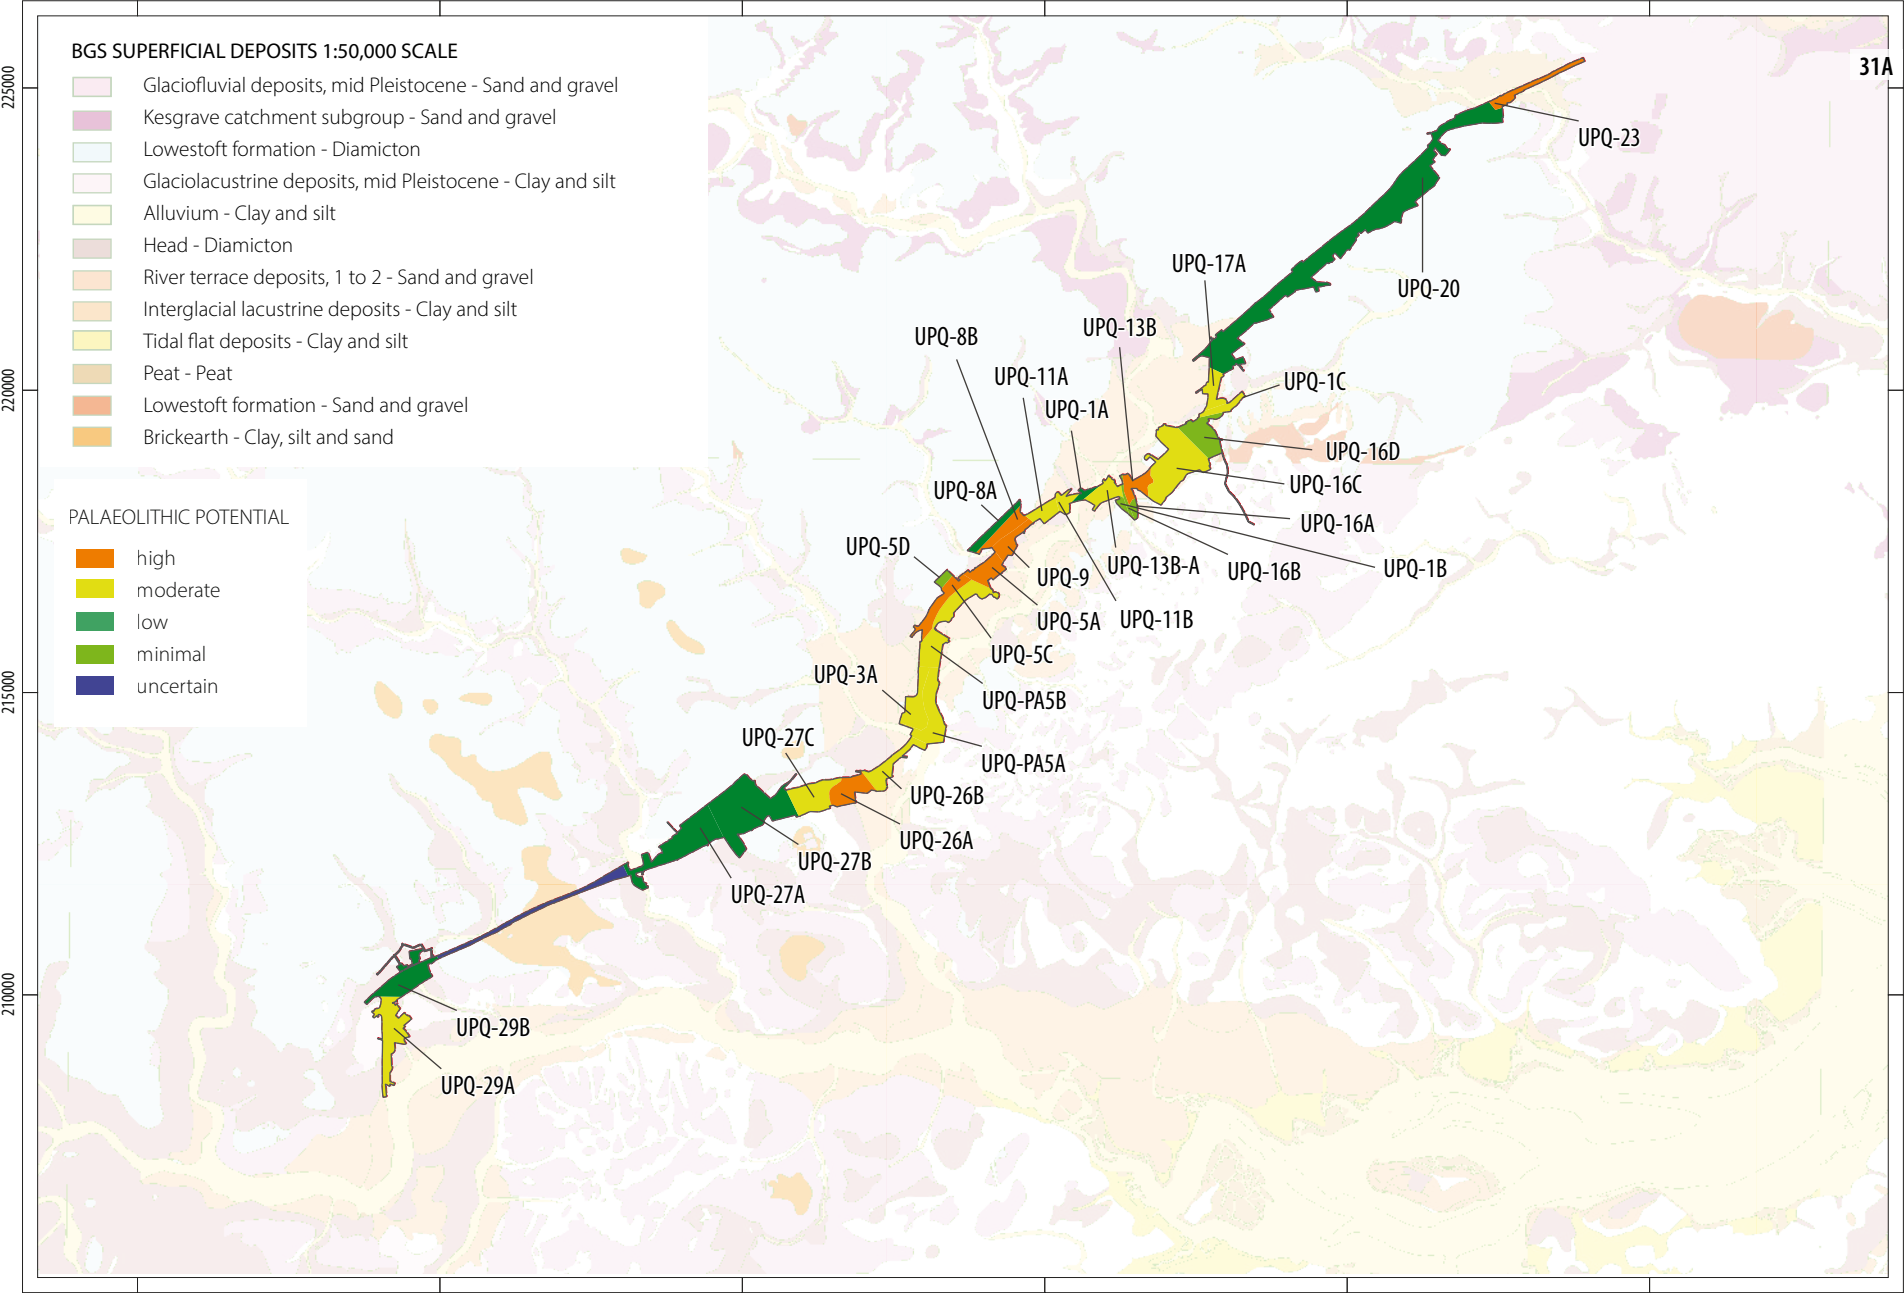 BGS SUPERFICIAL DEPOSITS 1:50,000 SCALE
Glaciofluvial deposits, mid Pleistocene - Sand and gravel
Kesgrave catchment subgroup - Sand and gravel
Lowestoft formation - Diamicton
Glaciolacustrine deposits, mid Pleistocene - Clay and silt
Alluvium - Clay and silt
Head - Diamicton
River terrace deposits, 1 to 2 - Sand and gravel
Interglacial lacustrine deposits - Clay and silt
Tidal flat deposits - Clay and silt
Peat - Peat
Lowestoft formation - Sand and gravel
Brickearth - Clay, silt and sand
PALAEOLITHIC POTENTIAL
high
moderate
low
minimal
uncertain
225000
220000
215000
210000
31A
UPQ-23
UPQ-20
UPQ-17A
UPQ-13B
UPQ-8B
UPQ-11A
UPQ-1A
UPQ-1C
UPQ-16D
UPQ-16C
UPQ-16A
UPQ-1B
UPQ-16B
UPQ-13B-A
UPQ-8A
UPQ-5D
UPQ-9
UPQ-5A
UPQ-11B
UPQ-5C
UPQ-3A
UPQ-PA5B
UPQ-PA5A
UPQ-27C
UPQ-26B
UPQ-26A
UPQ-27B
UPQ-27A
UPQ-29B
UPQ-29A